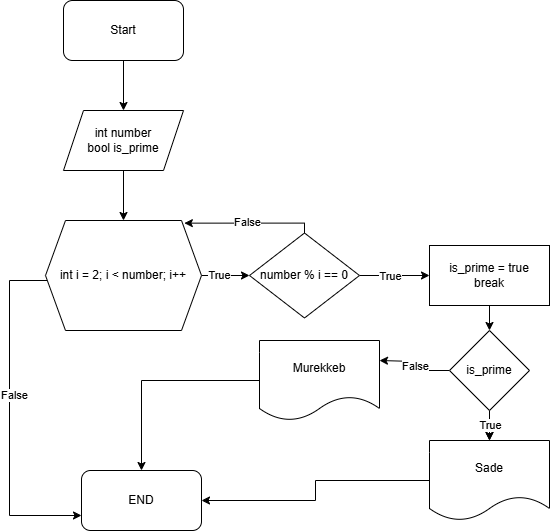 Start
int number
bool is_prime
False
int i = 2; i < number; i++
True
number % i == 0
True
is_prime = true
break
Murekkeb
False
is_prime
False
True
Sade
END